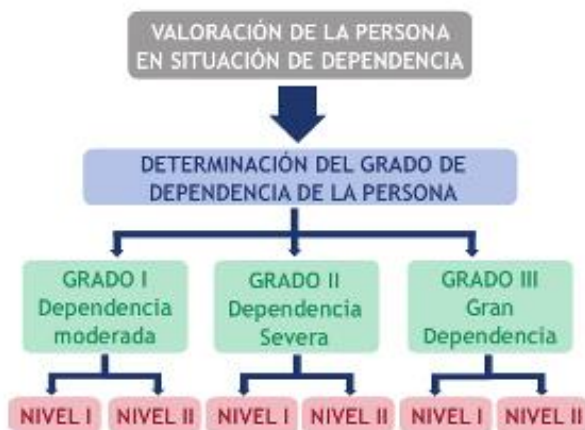 VALORACIÓN DE LA PERSONA
EN SITUACIÓN DE DEPENDENCIA
DETERMINACIÓN DEL GRADO DE
DEPENDENCIA DE LA PERSONA
GRADO I
Dependencia
moderada
GRADO II
Dependencia
Severa
GRADO III
Gran
Dependencia
NIVEL I
NIVEL II
NIVEL I
NIVEL II
NIVEL I
NIVEL II